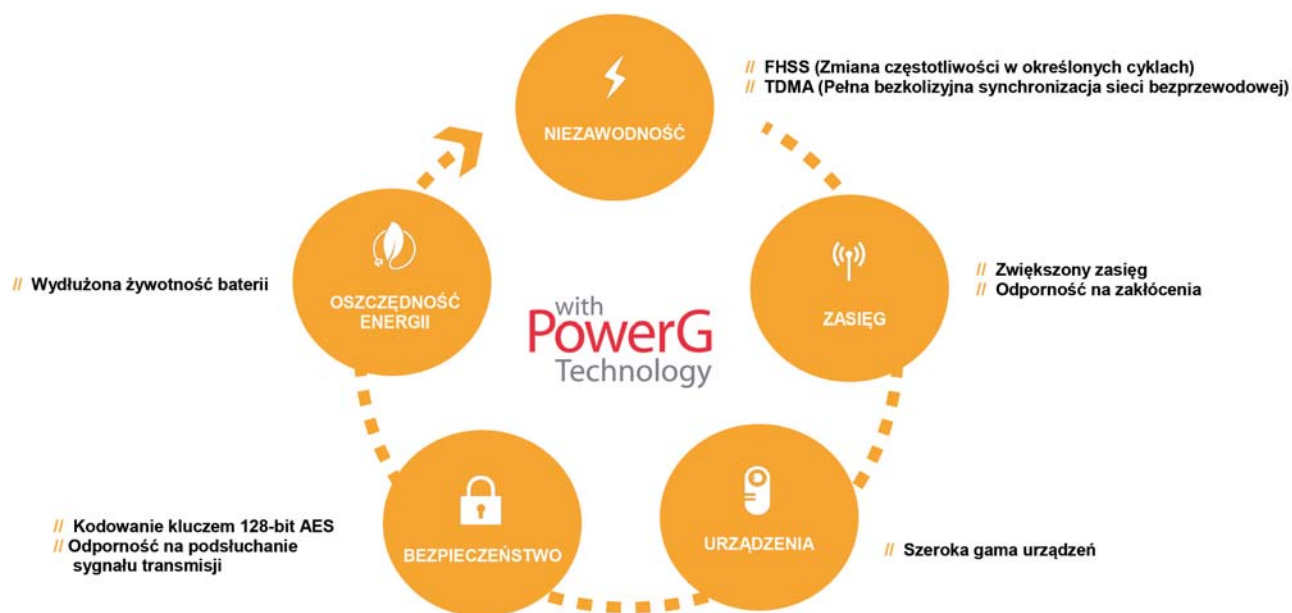 NIEZAWODNOŚĆ
// FHSS (Zmiana częstotliwości w określonych cyklach)
// TDMA (Pełna bezkolizyjna synchronizacja sieci bezprzewodowej)
ZASIĘG
// Zwiększony zasięg
// Odporność na zakłócenia
URZĄDZENIA
// Szeroka gama urządzeń
BEZPIECZEŃSTWO
// Kodowanie kluczem 128-bit AES
// Odporność na podsłuchanie
sygnału transmisji
OSZCZĘDNOŚĆ
ENERGII
// Wydłużona żywotność baterii
with
PowerG
Technology